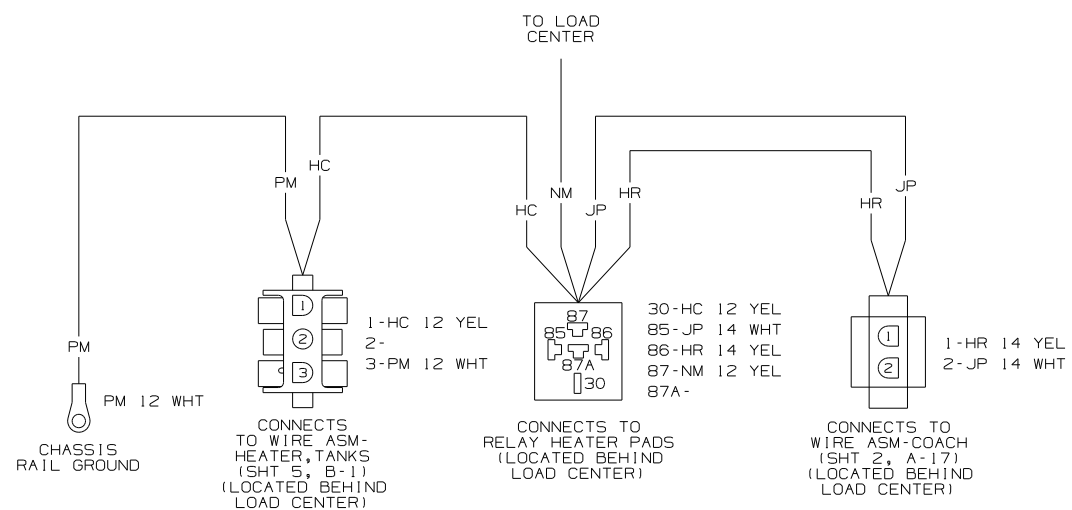 TO LOAD
CENTER
HC
PM
NM
HR
JP
HC
JP
HR
PM
PM 12 WHT
CHASSIS
RAIL GROUND
1
2
3
1-HC 12 YEL
2-
3-PM 12 WHT
CONNECTS
TO WIRE ASM-
HEATER,TANKS
(SHT 5, B-1)
(LOCATED BEHIND
LOAD CENTER)
87
85 86
87A
30
30-HC 12 YEL
85-JP 14 WHT
86-HR 14 YEL
87-NM 12 YEL
87A-
CONNECTS TO
RELAY HEATER PADS
(LOCATED BEHIND
LOAD CENTER)
1
2
1-HR 14 YEL
2-JP 14 WHT
CONNECTS TO
WIRE ASM-COACH
(SHT 2, A-17)
(LOCATED BEHIND
LOAD CENTER)